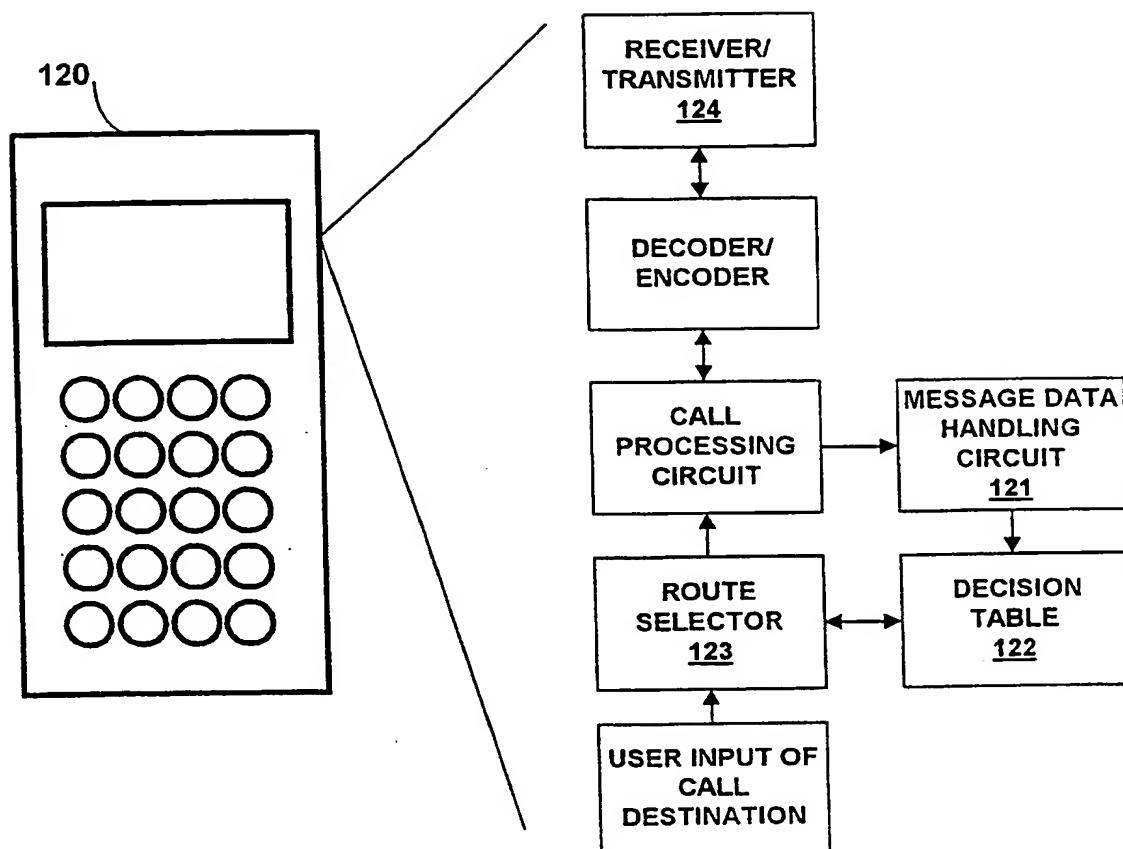 120
RECEIVER/
TRANSMITTER
124
DECODER/
ENCODER
CALL
PROCESSING
CIRCUIT
MESSAGE DATA
HANDLING
CIRCUIT
121
ROUTE
SELECTOR
123
DECISION
TABLE
122
USER INPUT OF
CALL
DESTINATION